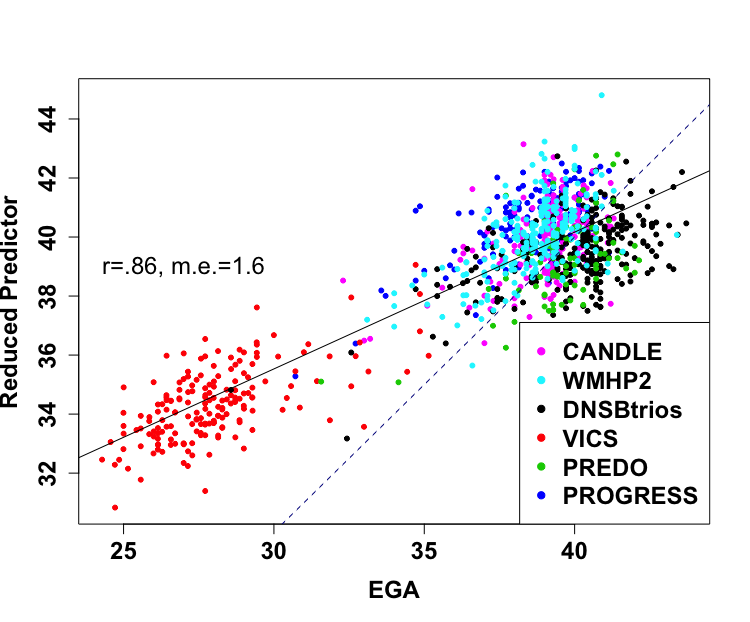 44
42
40
38
36
34
32
Reduced Predictor
r=.86, m.e.=1.6
CANDLE
WMHP2
DNSBtrios
VICS
PREDO
PROGRESS
25 30 35 40
EGA